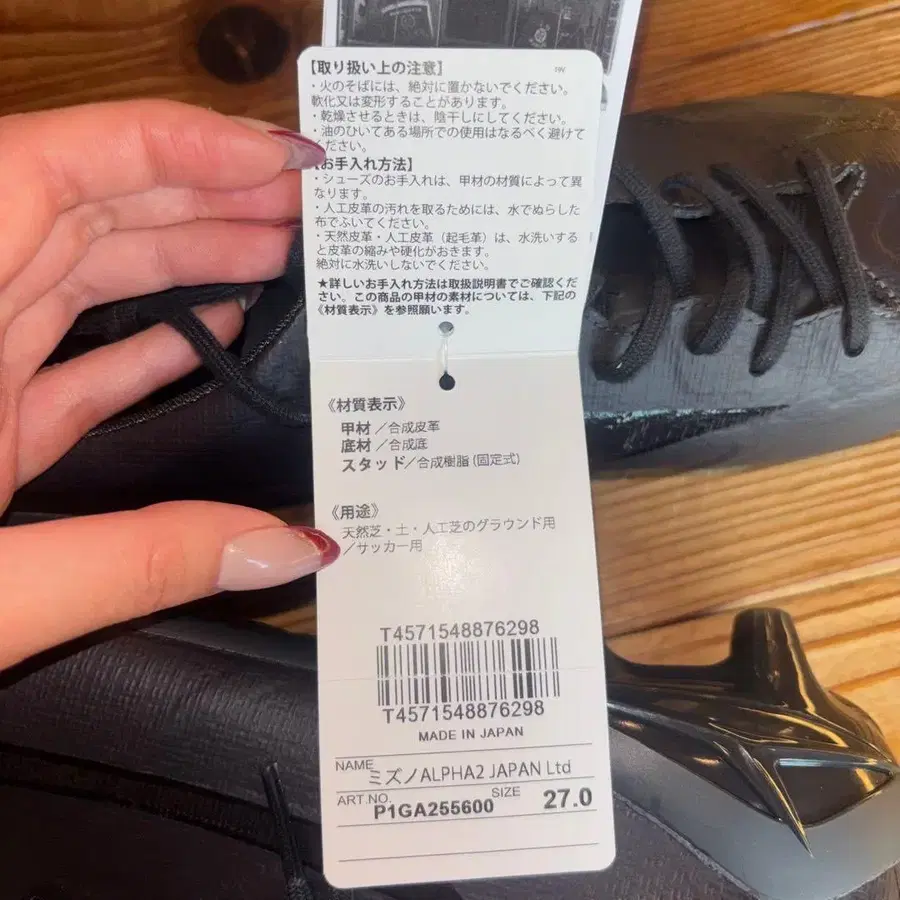 【取り扱い上の注意】
・火のそばには、絶対に置かないでください。
軟化又は変形することがあります。
・乾燥させるときは、陰干しにしてください。
・油のひいてある場所での使用はなるべく避けて
ください。
【お手入れ方法】
・シューズのお手入れは、甲材の材質によって異
なります。
・人工皮革の汚れを取るためには、水でぬらした
布でふいてください。
・天然皮革・人工皮革（起毛革）は、水洗いする
と皮革の縮みや硬化がおきます。
絶対に水洗いしないでください。
★詳しいお手入れ方法は取扱説明書でご確認くだ
さい。この商品の甲材の素材については、下記の
《材質表示》を参照願います。
《材質表示》
甲材／合成皮革
底材／合成底
スタッド／合成樹脂（固定式）
《用途》
天然芝・土・人工芝のグラウンド用
／サッカー用
T4571548876298
T4571548876298
MADE IN JAPAN
NAME ミズノALPHA2 JAPAN Ltd
ART.NO. P1GA255600 SIZE 27.0